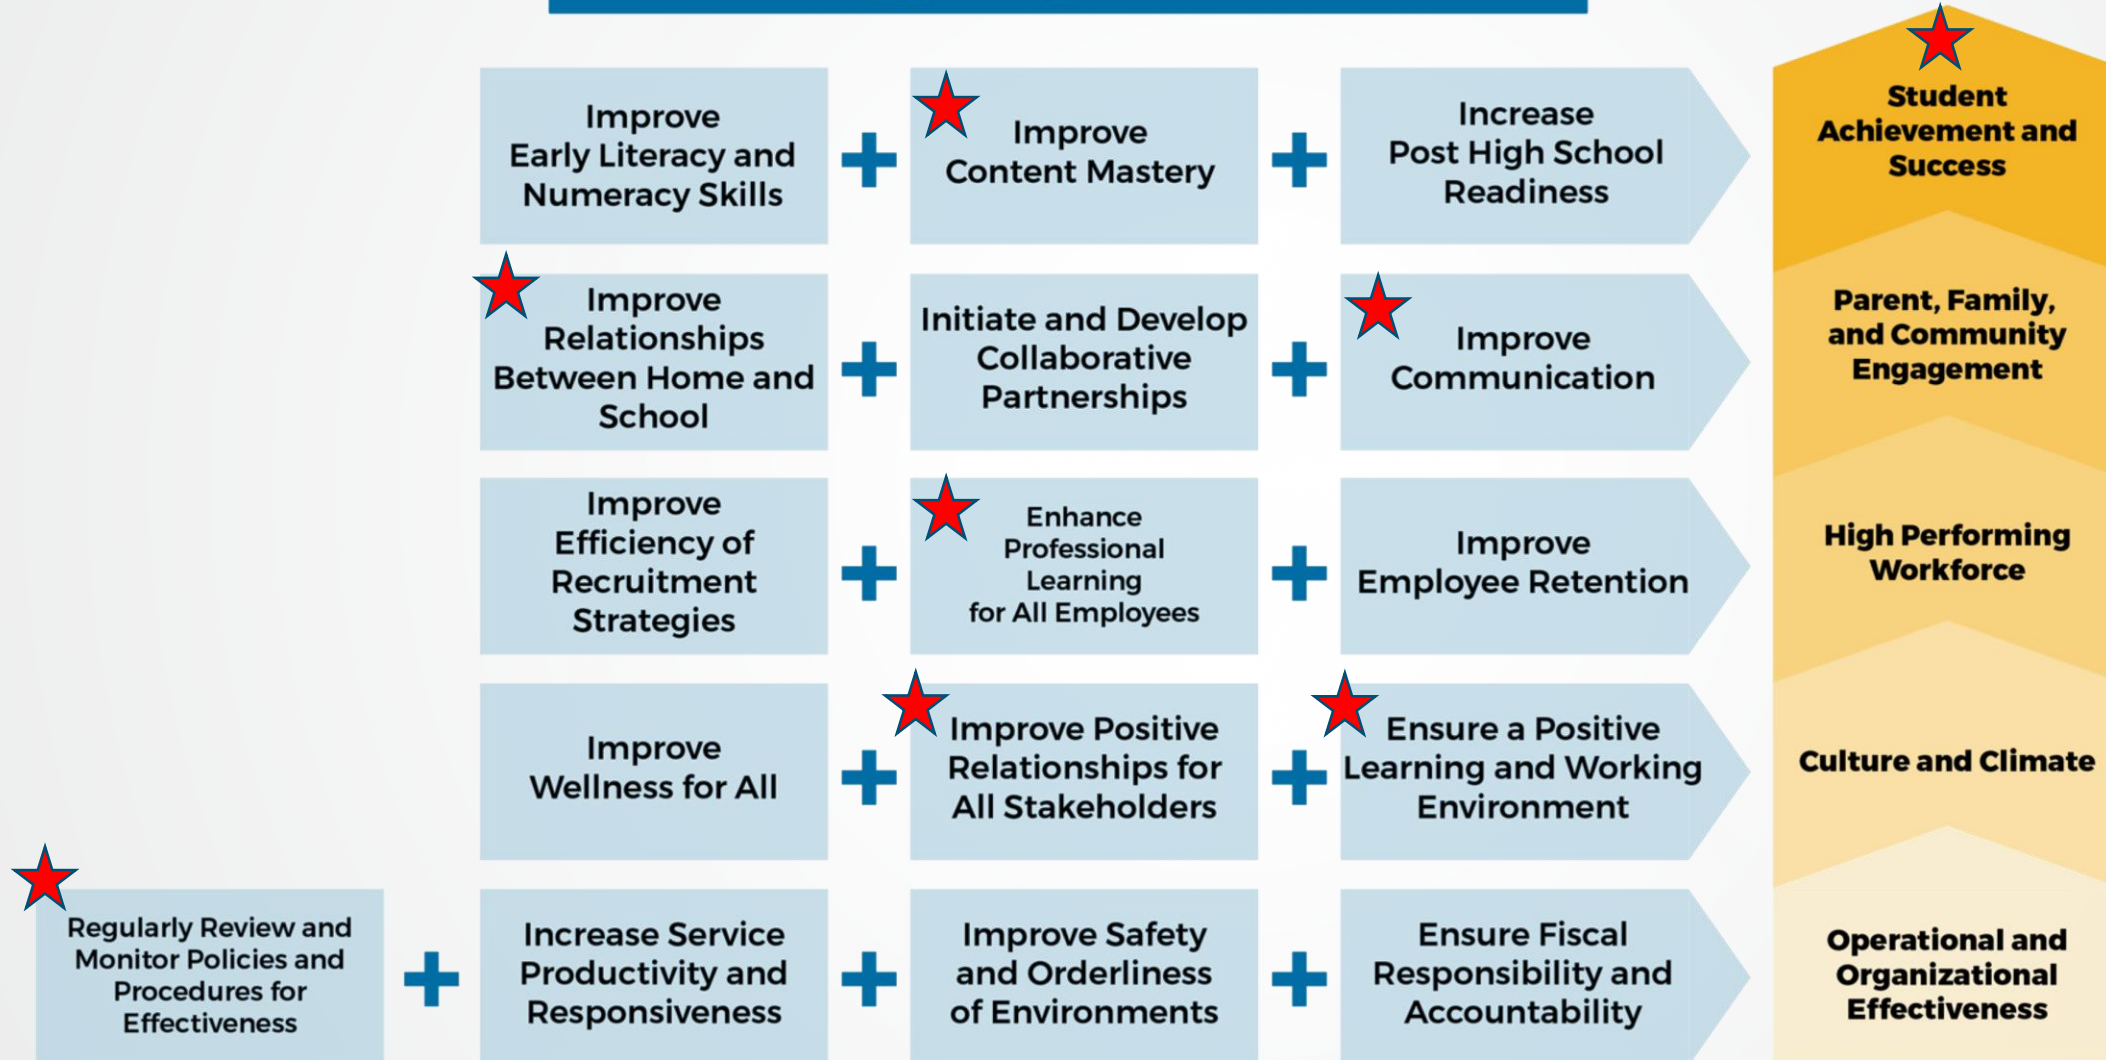 Improve
Early Literacy and
Numeracy Skills
Improve
Content Mastery
Increase
Post High School
Readiness
Student
Achievement and
Success
Improve
Relationships
Between Home and
School
Initiate and Develop
Collaborative
Partnerships
Improve
Communication
Parent, Family,
and Community
Engagement
Improve
Efficiency of
Recruitment
Strategies
Enhance
Professional
Learning
for All Employees
Improve
Employee Retention
High Performing
Workforce
Improve
Wellness for All
Improve Positive
Relationships for
All Stakeholders
Ensure a Positive
Learning and Working
Environment
Culture and Climate
Regularly Review and
Monitor Policies and
Procedures for
Effectiveness
Increase Service
Productivity and
Responsiveness
Improve Safety
and Orderliness
of Environments
Ensure Fiscal
Responsibility and
Accountability
Operational and
Organizational
Effectiveness